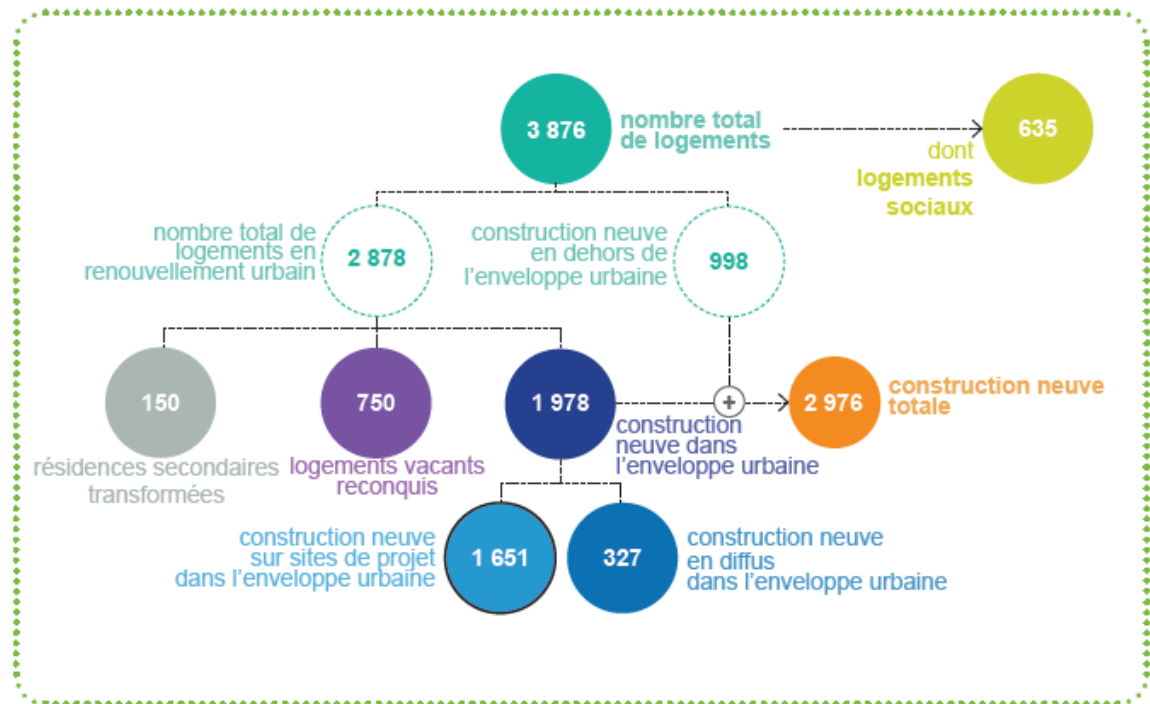 3 876
nombre total
de logements
635
dont
logements
sociaux
nombre total de
logements en
renouvellement urbain
2 878
construction neuve
en dehors de
l’enveloppe urbaine
998
150
résidences secondaires
transformées
750
logements vacants
reconquis
1 978
construction
neuve dans
l’enveloppe urbaine
+
2 976
construction neuve
totale
construction neuve
sur sites de projet
dans l’enveloppe urbaine
1 651
327
construction neuve
en diffus
dans l’enveloppe urbaine